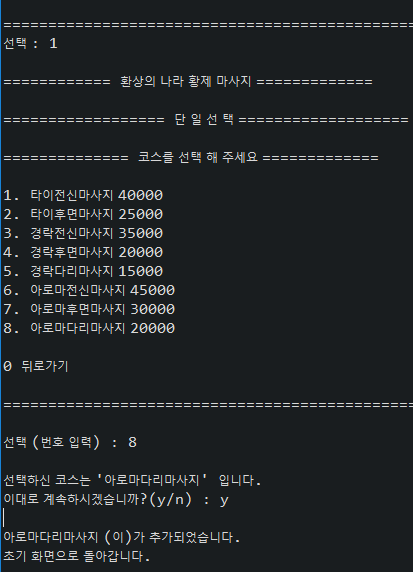 ==============================================
선택 : 1
============ 환상의 나라 황제 마사지 =============
================== 단 일 선 택 ===================
============== 코스를 선택 해 주세요 =============
1. 타이전신마사지 40000
2. 타이후면마사지 25000
3. 경락전신마사지 35000
4. 경락후면마사지 20000
5. 경락다리마사지 15000
6. 아로마전신마사지 45000
7. 아로마후면마사지 30000
8. 아로마다리마사지 20000
0 뒤로가기
==============================================
선택 (번호 입력) : 8
선택하신 코스는 '아로마다리마사지' 입니다.
이대로 계속하시겠습니까?(y/n) : y
아로마다리마사지 (이)가 추가되었습니다.
초기 화면으로 돌아갑니다.